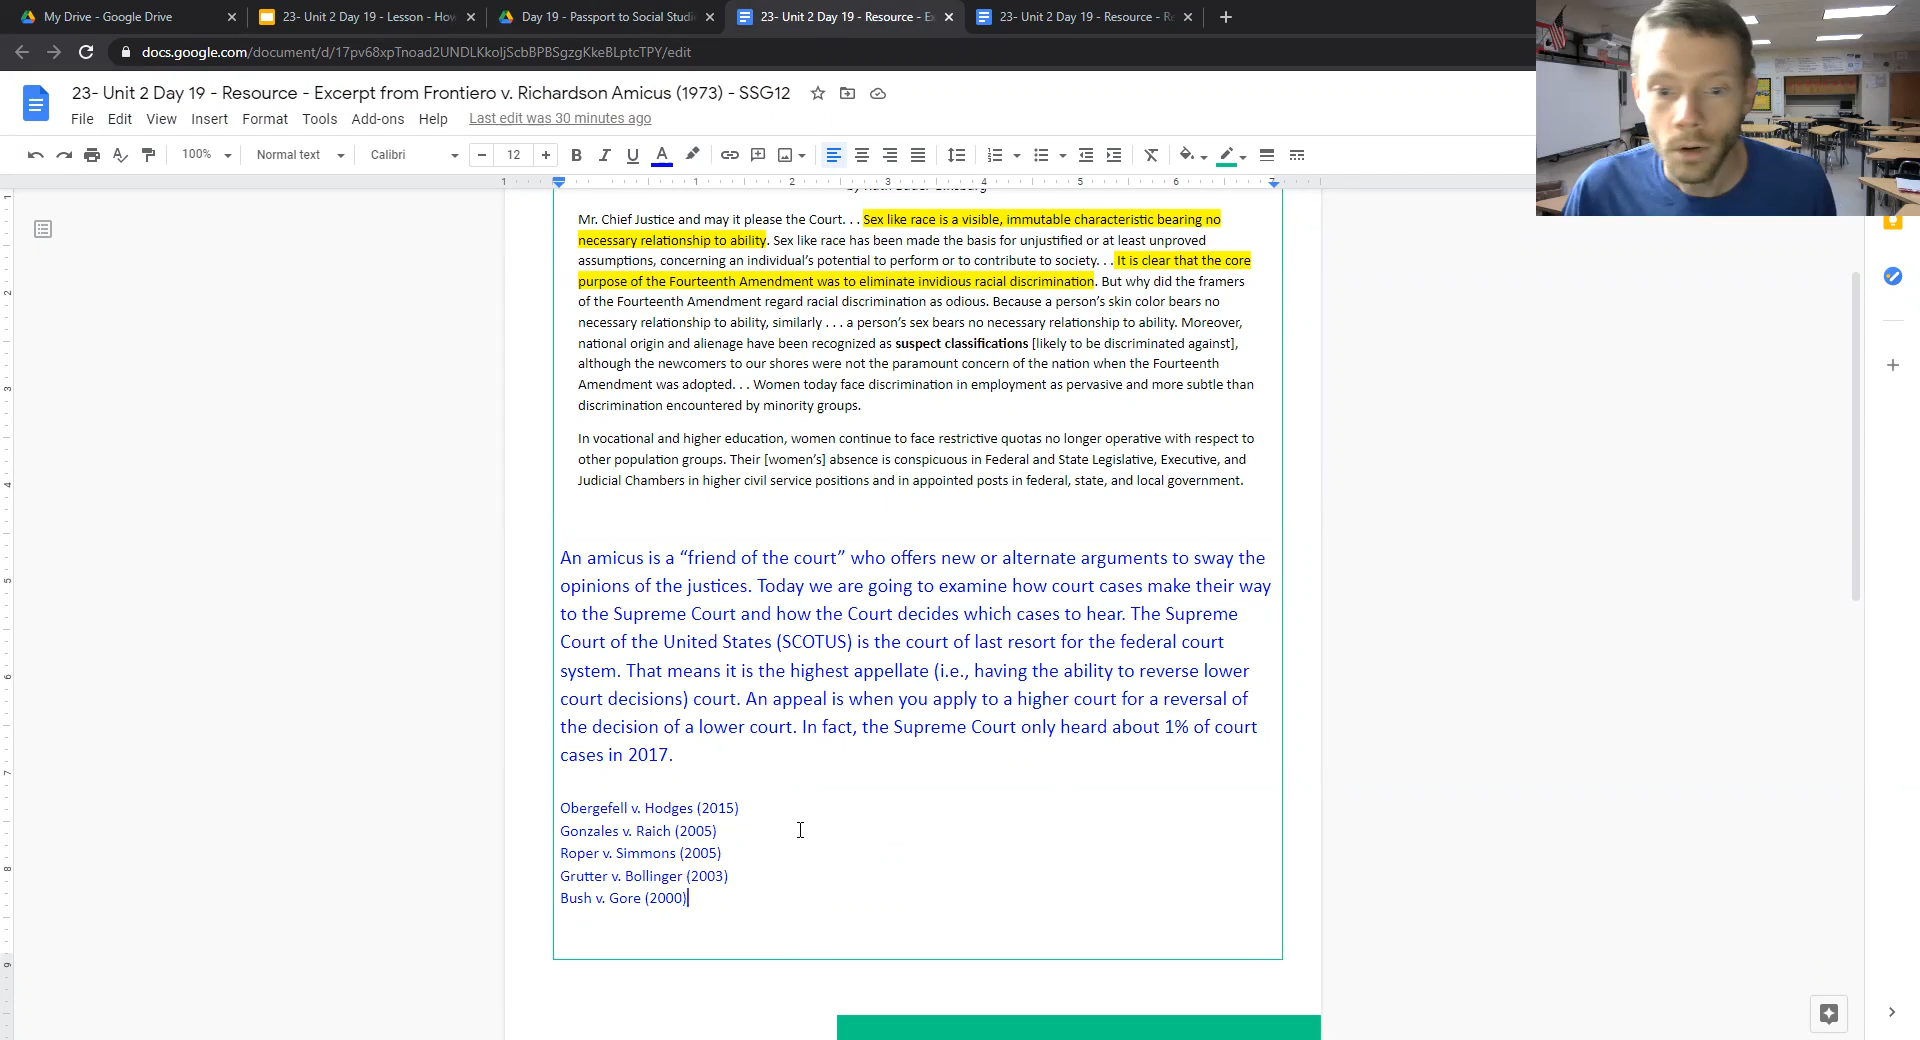 My Drive - Google Drive
23- Unit 2 Day 19 - Lesson - How
Day 19 - Passport to Social Studi
23- Unit 2 Day 19 - Resource - E
23- Unit 2 Day 19 - Resource - R
docs.google.com/document/d/17pv68xpTnoad2UNDLKkoljScbBPBSgzgKkeBLptcTPY/edit
23- Unit 2 Day 19 - Resource - Excerpt from Frontiero v. Richardson Amicus (1973) - SSG12
File Edit View Insert Format Tools Add-ons Help Last edit was 30 minutes ago
100% Normal text Calibri 12
1 1 2 3 4 5 6 7
Mr. Chief Justice and may it please the Court. . . Sex like race is a visible, immutable characteristic bearing no
necessary relationship to ability. Sex like race has been made the basis for unjustified or at least unproved
assumptions, concerning an individual's potential to perform or to contribute to society. . . It is clear that the core
purpose of the Fourteenth Amendment was to eliminate invidious racial discrimination. But why did the framers
of the Fourteenth Amendment regard racial discrimination as odious. Because a person's skin color bears no
necessary relationship to ability, similarly . . . a person's sex bears no necessary relationship to ability. Moreover,
national origin and alienage have been recognized as suspect classifications [likely to be discriminated against],
although the newcomers to our shores were not the paramount concern of the nation when the Fourteenth
Amendment was adopted. . . Women today face discrimination in employment as pervasive and more subtle than
discrimination encountered by minority groups.
In vocational and higher education, women continue to face restrictive quotas no longer operative with respect to
other population groups. Their [women's] absence is conspicuous in Federal and State Legislative, Executive, and
Judicial Chambers in higher civil service positions and in appointed posts in federal, state, and local government.
An amicus is a “friend of the court” who offers new or alternate arguments to sway the
opinions of the justices. Today we are going to examine how court cases make their way
to the Supreme Court and how the Court decides which cases to hear. The Supreme
Court of the United States (SCOTUS) is the court of last resort for the federal court
system. That means it is the highest appellate (i.e., having the ability to reverse lower
court decisions) court. An appeal is when you apply to a higher court for a reversal of
the decision of a lower court. In fact, the Supreme Court only heard about 1% of court
cases in 2017.
Obergefell v. Hodges (2015)
Gonzales v. Raich (2005)
Roper v. Simmons (2005)
Grutter v. Bollinger (2003)
Bush v. Gore (2000)